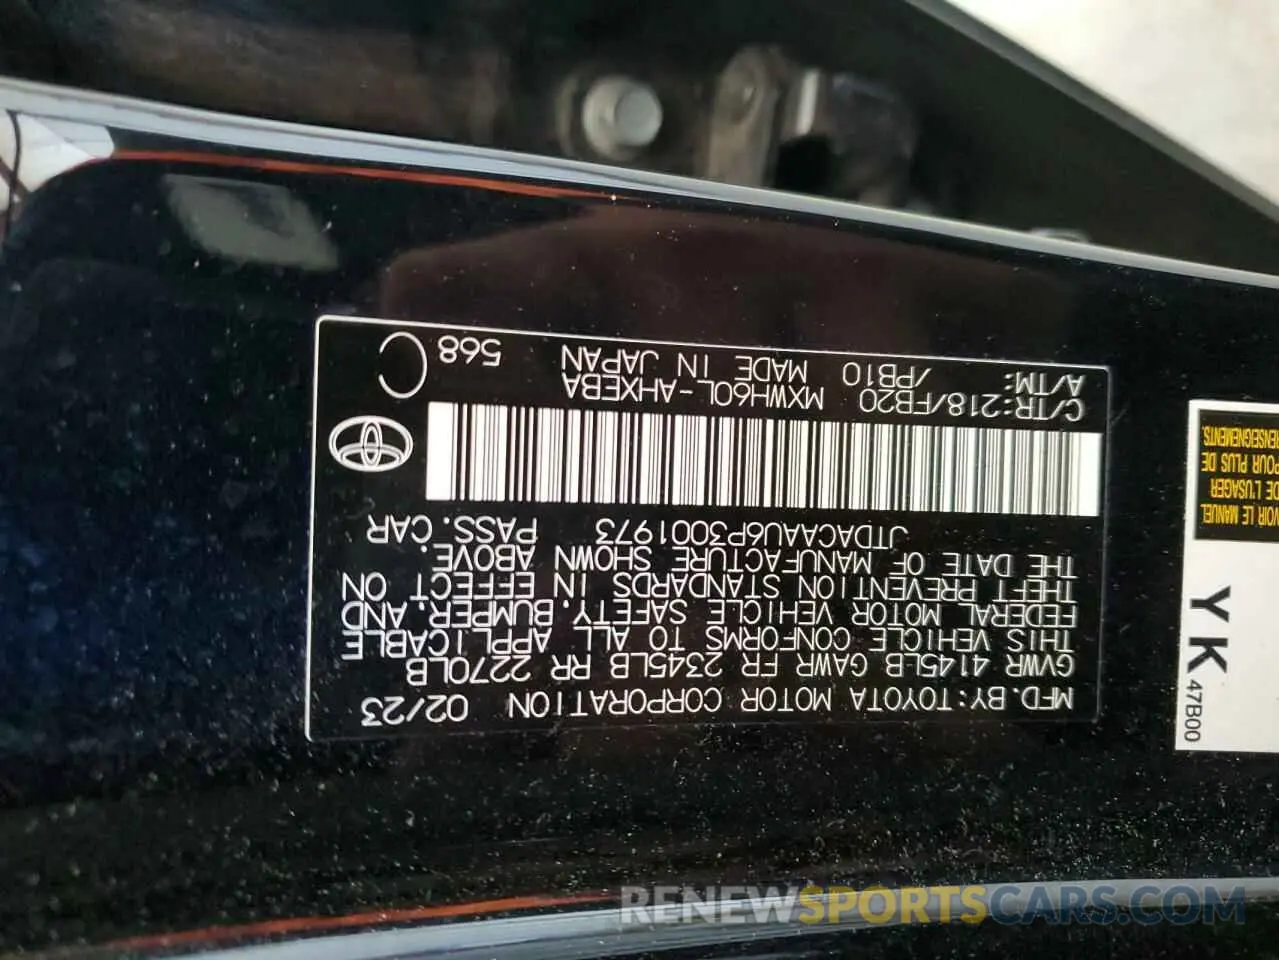 MFD.BY:TOYOTA MOTOR CORPORATION 02/23
GVWR 4145LB GAWR FR 2345LB RR 2270LB
THIS VEHICLE CONFORMS TO ALL APPLICABLE
FEDERAL MOTOR VEHICLE SAFETY,BUMPER,AND
THEFT PREVENTION STANDARDS IN EFFECT ON
THE DATE OF MANUFACTURE SHOWN ABOVE.
JTDACAAU6P3001973 PASS.CAR
C/TR:218/FB20 MXWH60L-AHXEBA
A/TM: /PB10 MADE IN JAPAN 568
C
VOIR LE MANUEL
DE L'USAGER
POUR PLUS DE
RENSEIGNEMENTS.
YK
47B00
RENEWSPORTSCARS.COM